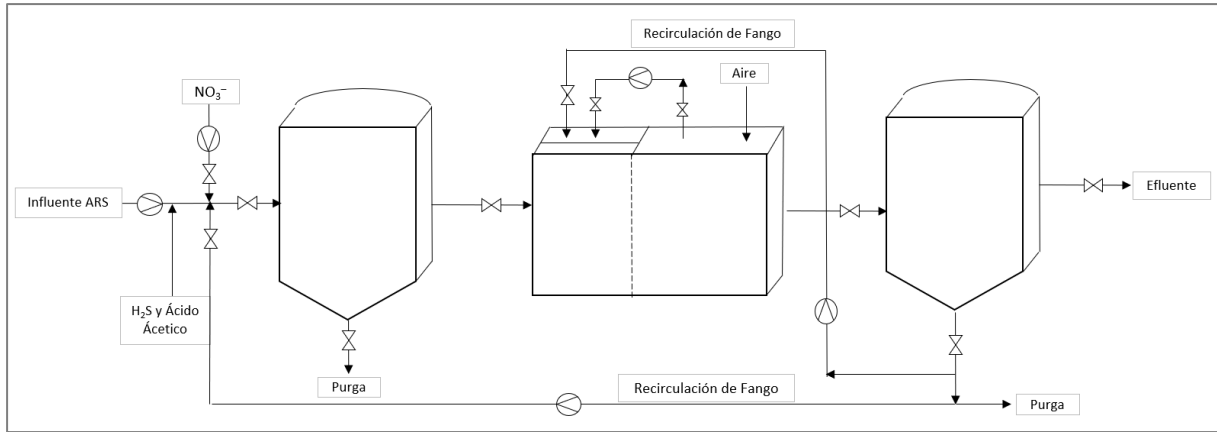 Recirculación de Fango
Aire
NO₃⁻
Influente ARS
Efluente
H₂S y Ácido
Ácetico
Purga
Recirculación de Fango
Purga